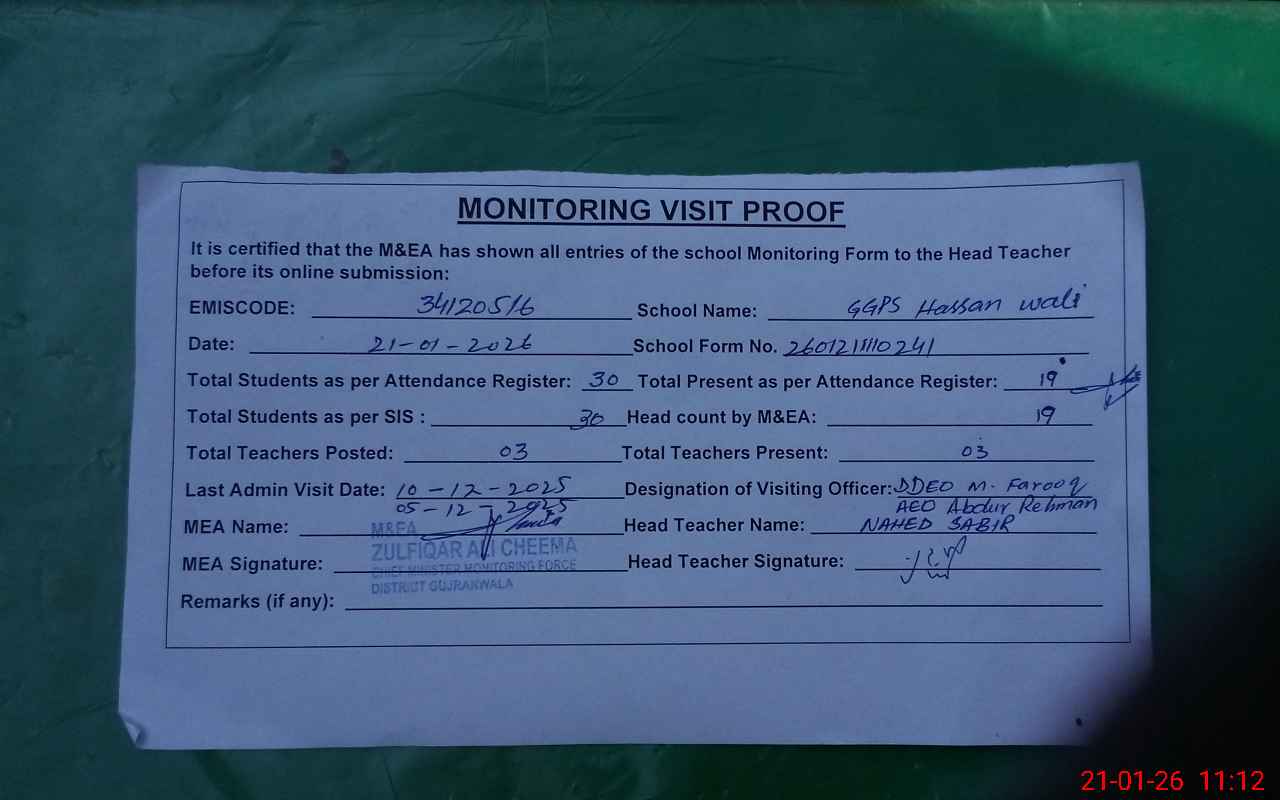 MONITORING VISIT PROOF
It is certified that the M&EA has shown all entries of the school Monitoring Form to the Head Teacher
before its online submission:
EMISCODE: 34120516 School Name: GGPS Hassan wali
Date: 21-01-2026 School Form No. 26012111110241
Total Students as per Attendance Register: 30 Total Present as per Attendance Register: 19
Total Students as per SIS : 30 Head count by M&EA: 19
Total Teachers Posted: 03 Total Teachers Present: 03
Last Admin Visit Date: 10-12-2025 Designation of Visiting Officer: DDEO M. Farooq
05-12-2025 AEO Abdur Rehman
MEA Name: Head Teacher Name: NAHED SABIR
M&EA
ZULFIQAR ALI CHEEMA
MEA Signature: Head Teacher Signature:
CHIEF MINISTER MONITORING FORCE
DISTRICT GUJRANWALA
Remarks (if any):
21-01-26 11:12